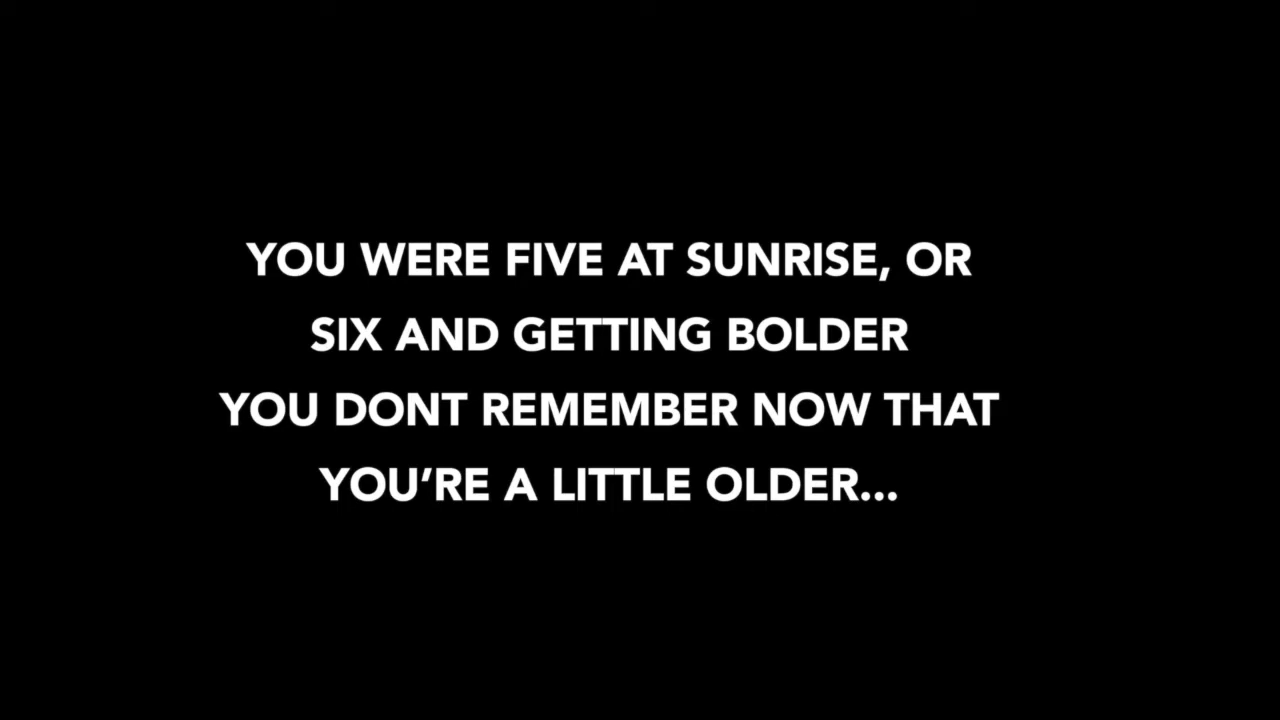 YOU WERE FIVE AT SUNRISE, OR
SIX AND GETTING BOLDER
YOU DONT REMEMBER NOW THAT
YOU’RE A LITTLE OLDER...